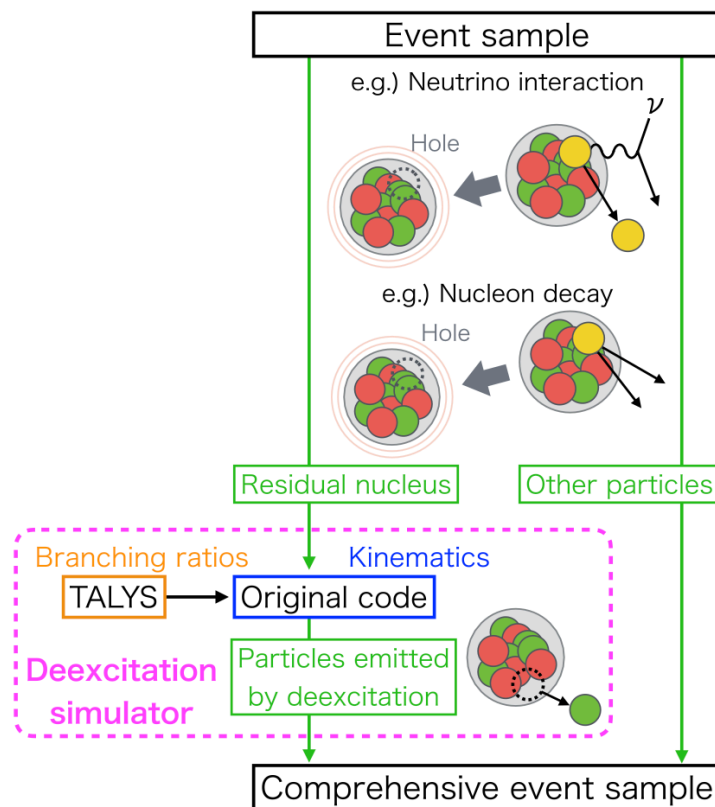 Event sample
e.g.) Neutrino interaction
ν
Hole
e.g.) Nucleon decay
Hole
Residual nucleus
Other particles
Branching ratios
Kinematics
TALYS
Original code
Deexcitation
simulator
Particles emitted
by deexcitation
Comprehensive event sample